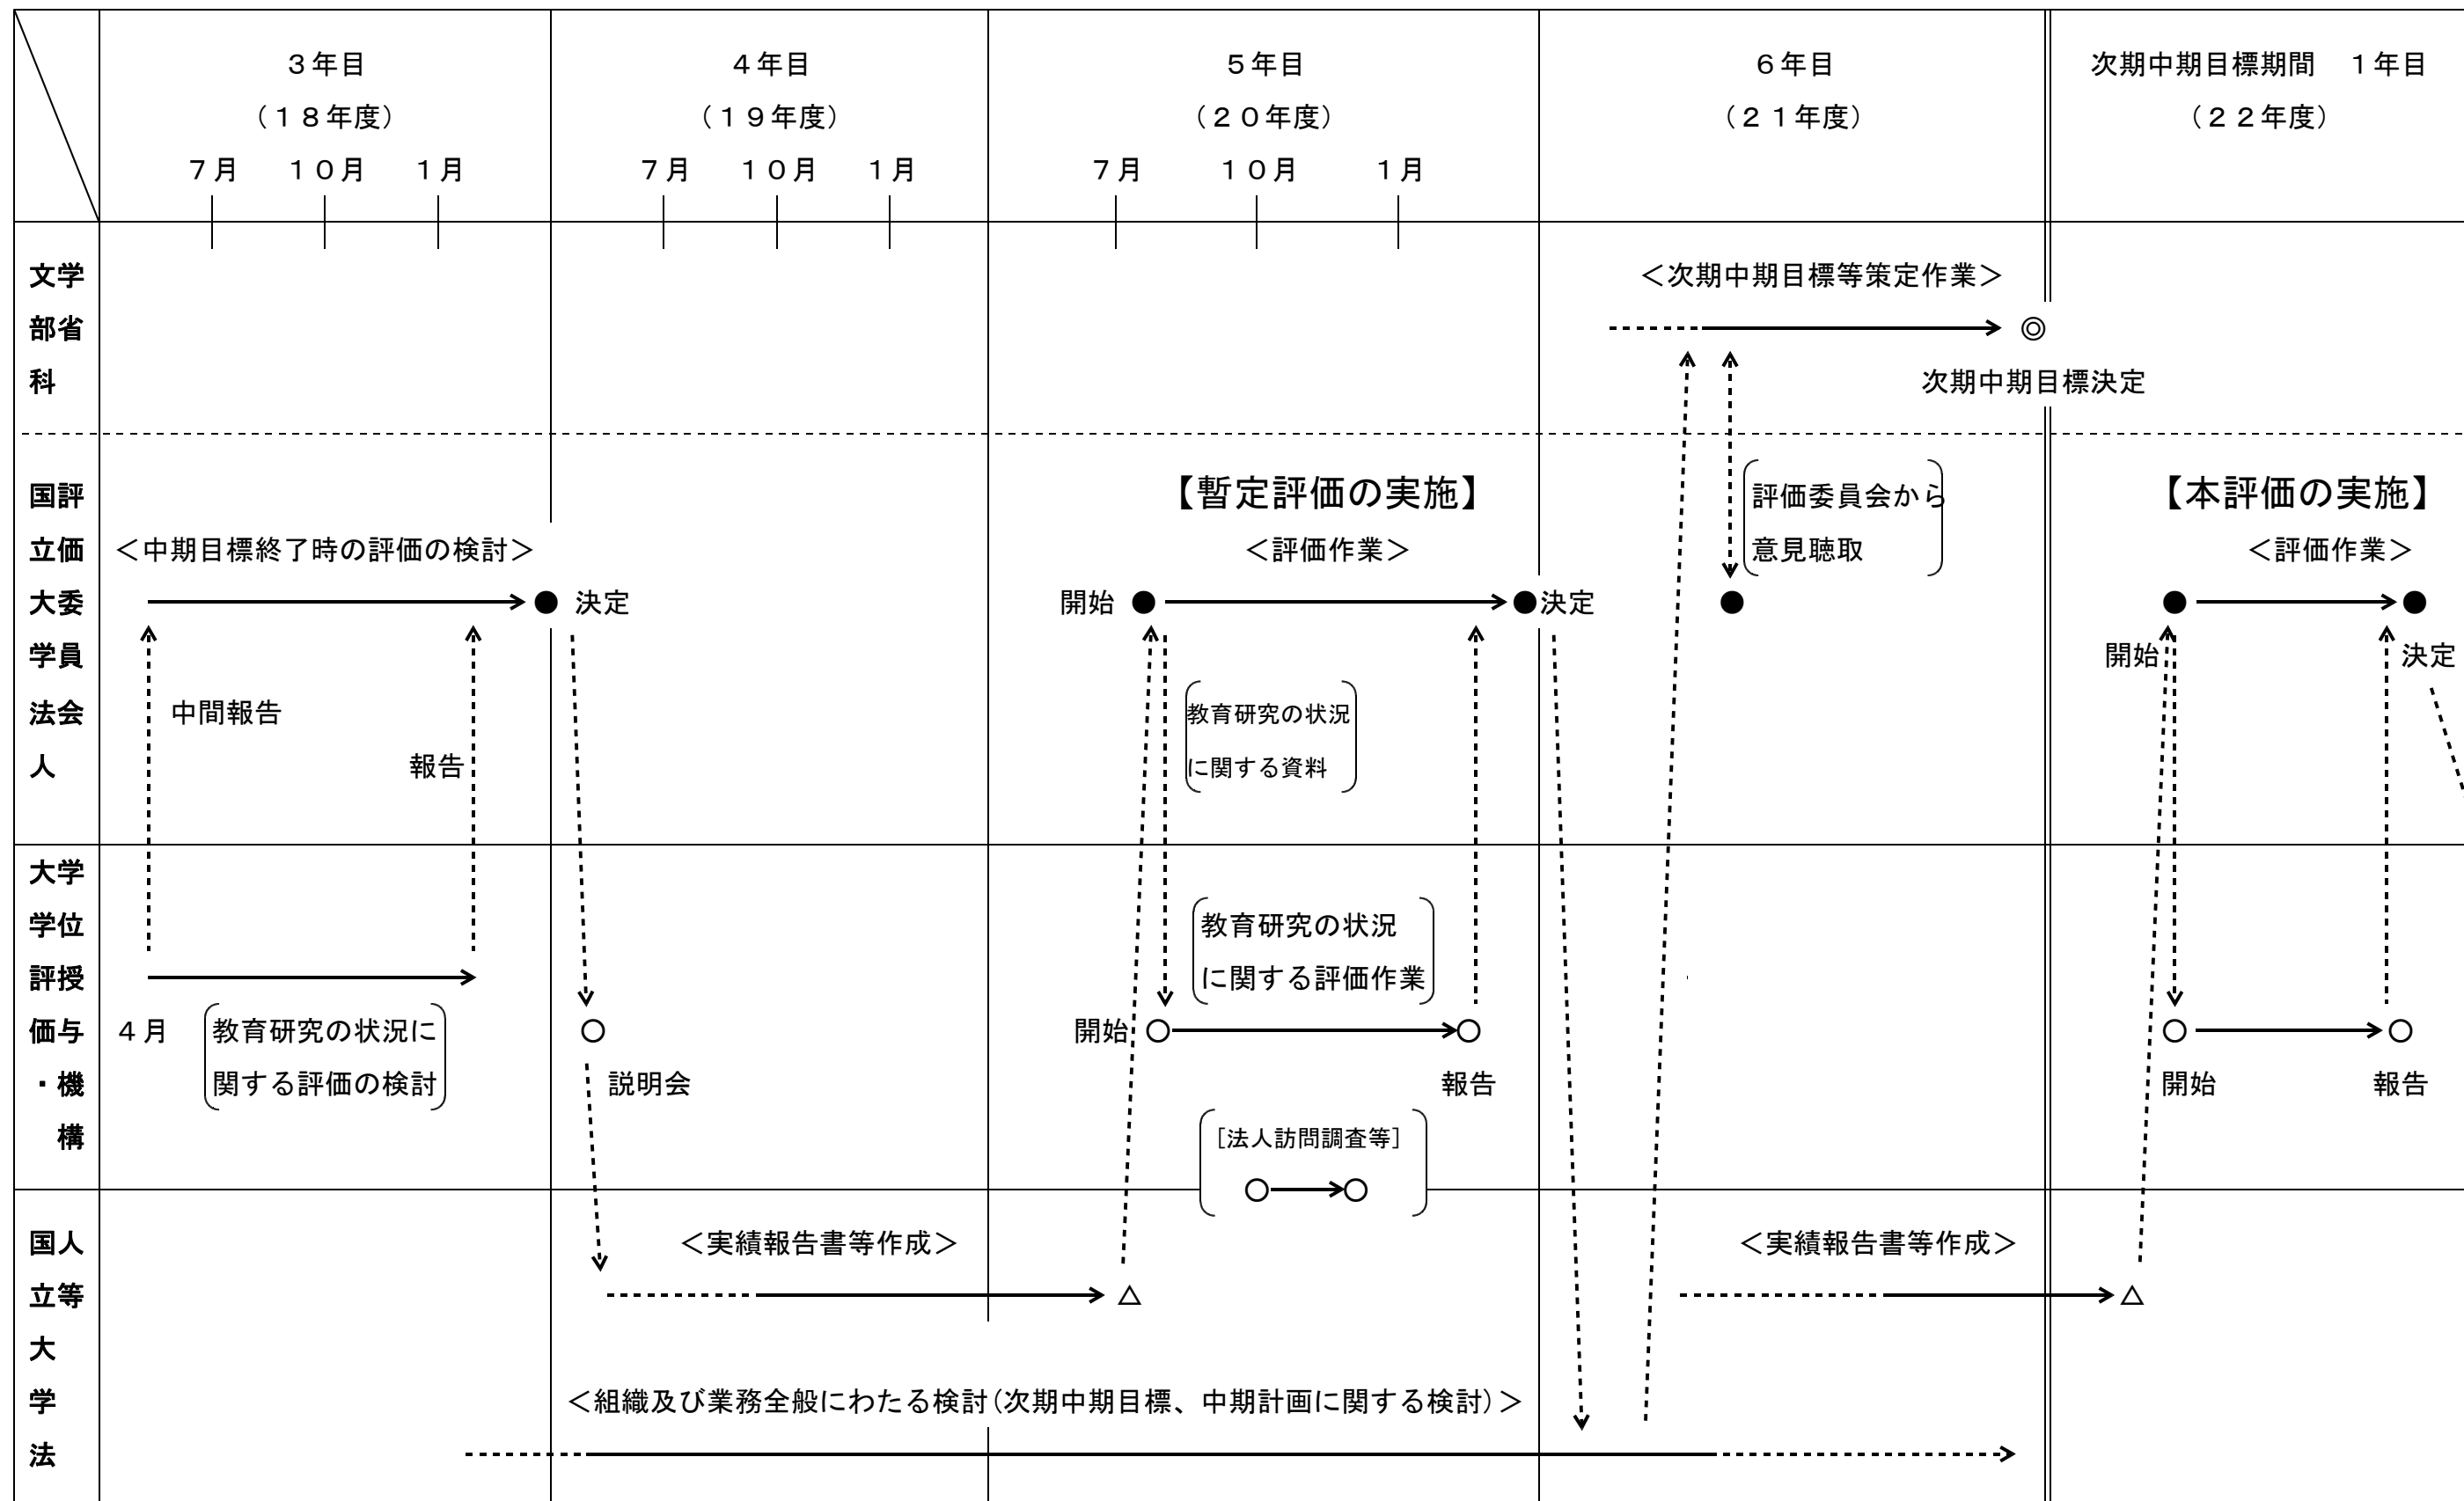 ３年目
（１８年度）
７月 １０月 １月
４年目
（１９年度）
７月 １０月 １月
５年目
（２０年度）
７月 １０月 １月
６年目
（２１年度）
次期中期目標期間　１年目
（２２年度）
文学
部省
科
＜次期中期目標等策定作業＞
◎
次期中期目標決定
国評
立価
大委
学員
法会
人
＜中期目標終了時の評価の検討＞
● 決定
中間報告
報告
【暫定評価の実施】
＜評価作業＞
開始 ● ● 決定
教育研究の状況
に関する資料
評価委員会から
意見聴取
●
【本評価の実施】
＜評価作業＞
● ●
開始
決定
大学
学位
評授
価与
・機
構
４月
教育研究の状況に
関する評価の検討
○
説明会
教育研究の状況
に関する評価作業
開始 ○ ○
報告
［法人訪問調査等］
○ ○
○ ○
開始 報告
国人
立等
大
学
法
＜実績報告書等作成＞
△
＜実績報告書等作成＞
△
＜組織及び業務全般にわたる検討（次期中期目標、中期計画に関する検討）＞